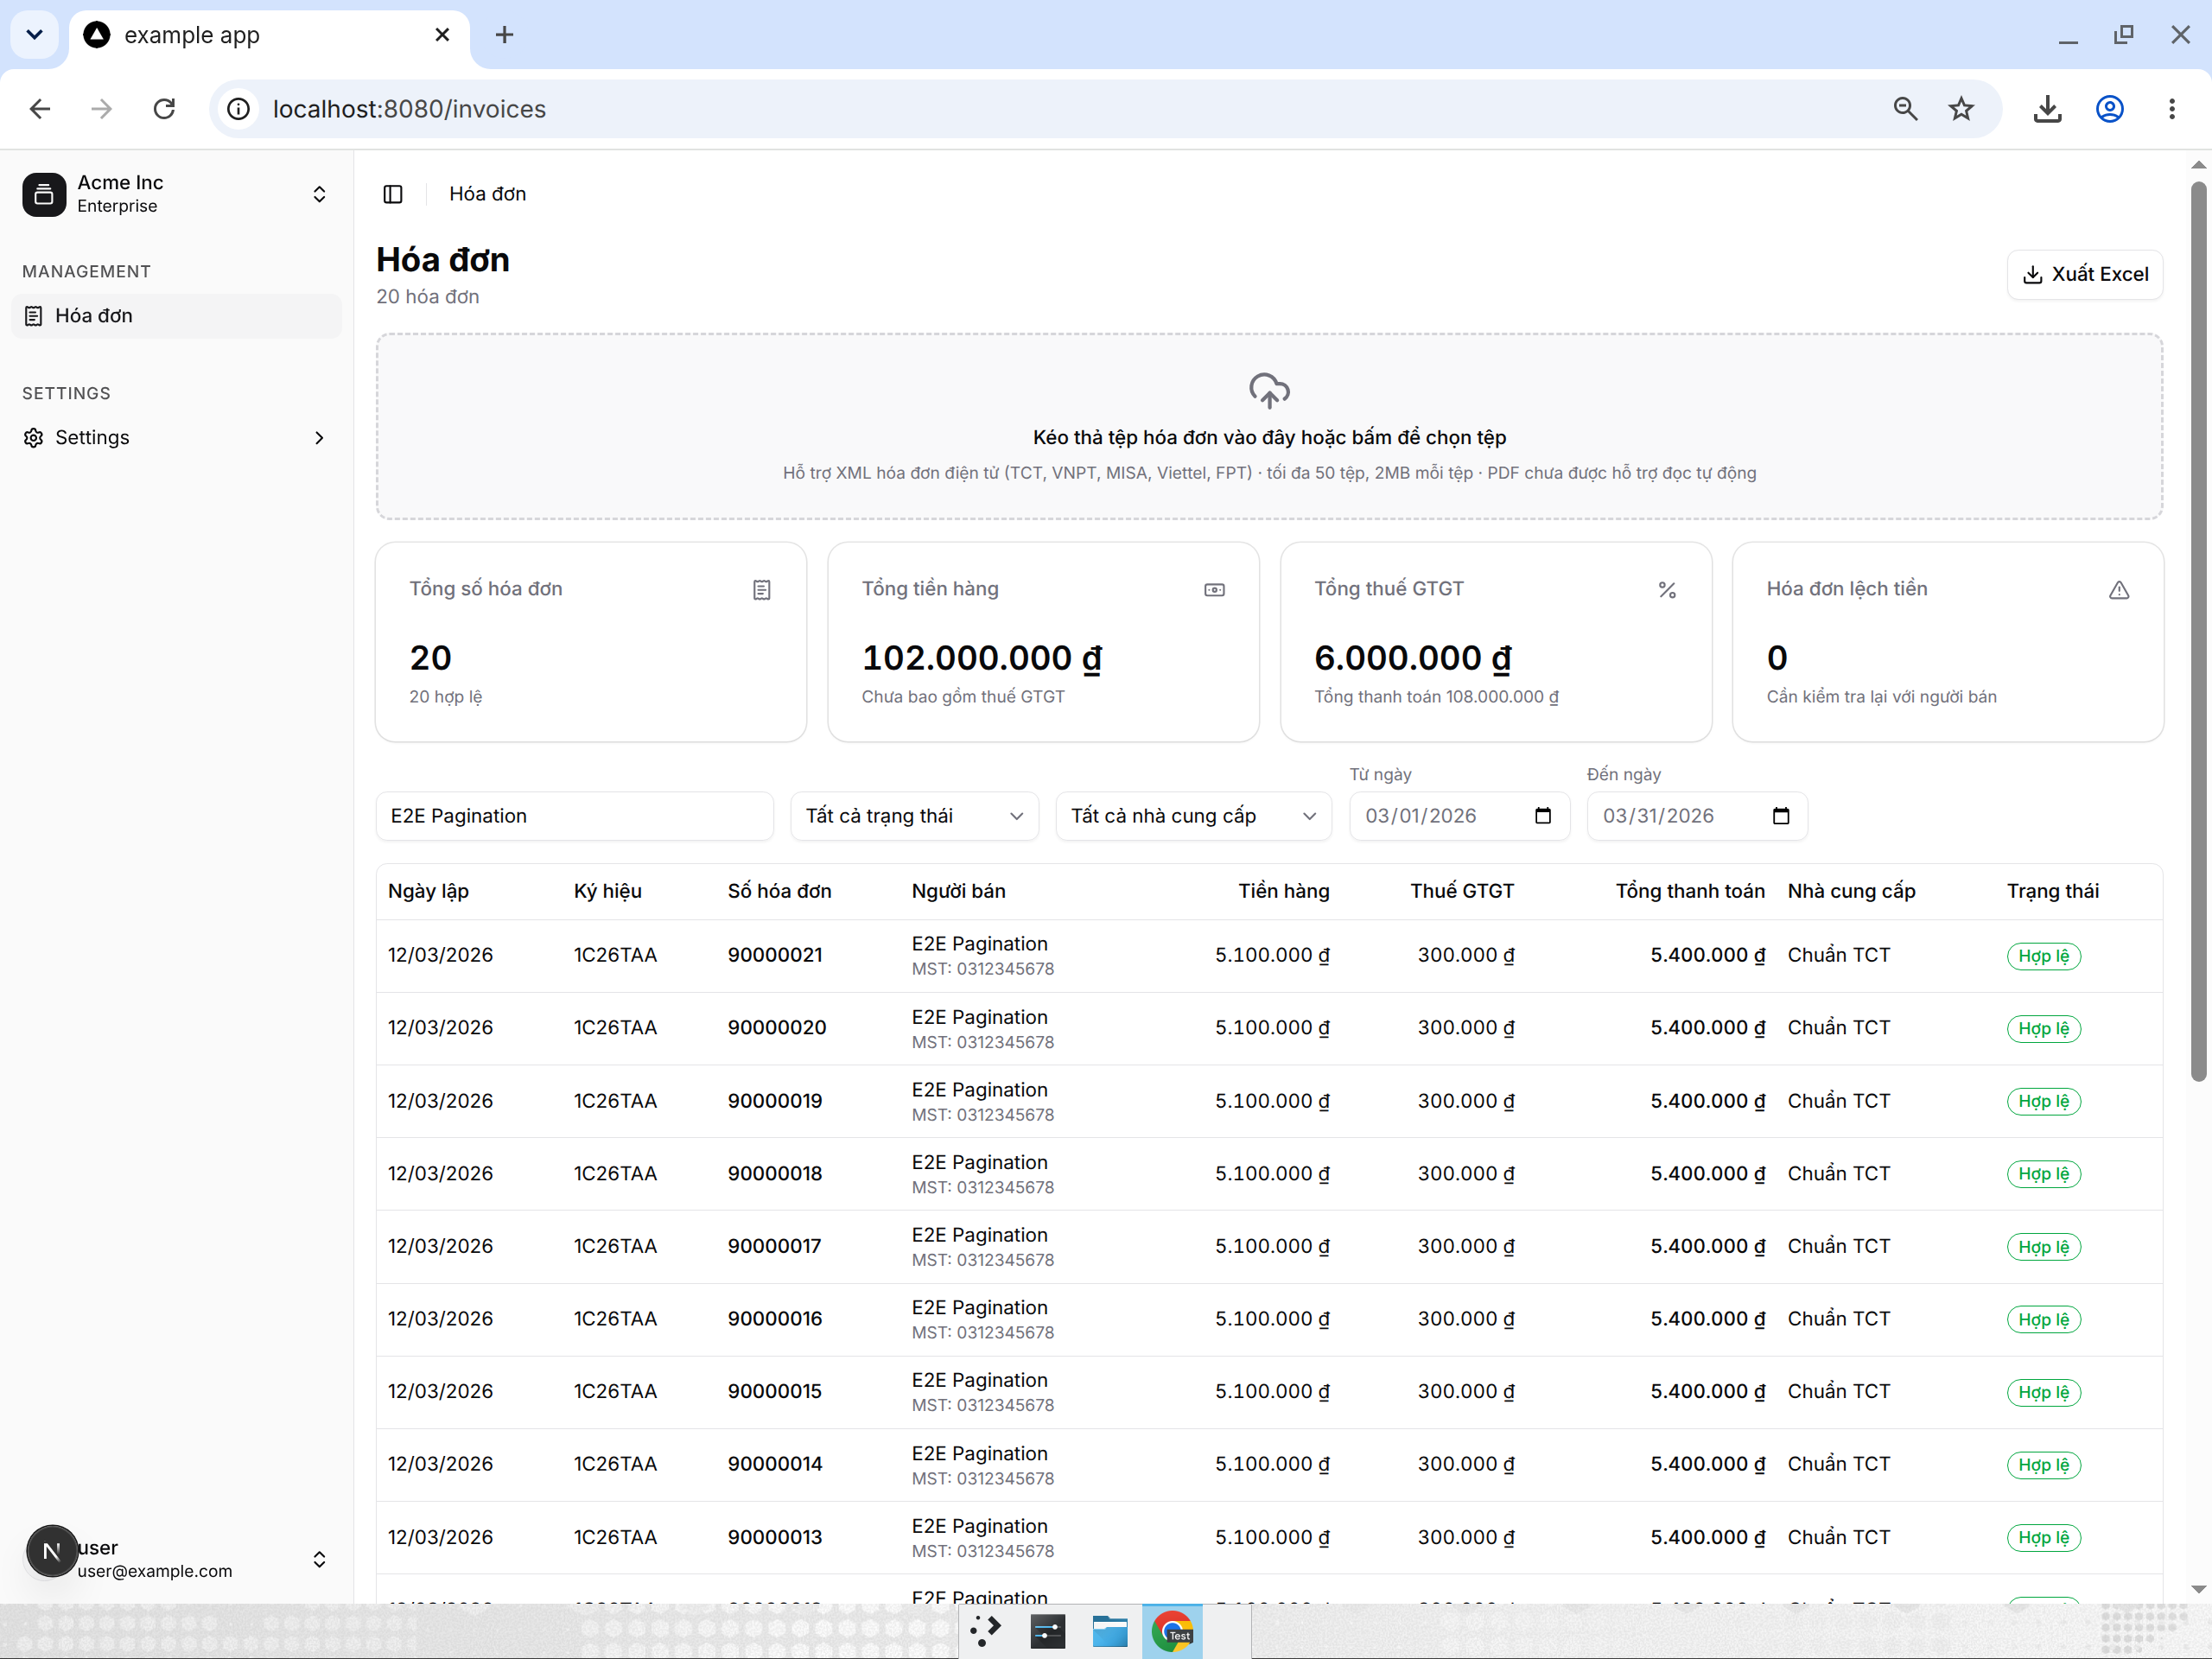 example app
localhost:8080/invoices
Acme Inc
Enterprise
MANAGEMENT
Hóa đơn
SETTINGS
Settings
N
user
user@example.com
Hóa đơn
Hóa đơn
20 hóa đơn
Xuất Excel
Kéo thả tệp hóa đơn vào đây hoặc bấm để chọn tệp
Hỗ trợ XML hóa đơn điện tử (TCT, VNPT, MISA, Viettel, FPT) · tối đa 50 tệp, 2MB mỗi tệp · PDF chưa được hỗ trợ đọc tự động
Tổng số hóa đơn
20
20 hợp lệ
Tổng tiền hàng
102.000.000 ₫
Chưa bao gồm thuế GTGT
Tổng thuế GTGT
6.000.000 ₫
Tổng thanh toán 108.000.000 ₫
Hóa đơn lệch tiền
0
Cần kiểm tra lại với người bán
Từ ngày
Đến ngày
E2E Pagination
Tất cả trạng thái
Tất cả nhà cung cấp
03/01/2026
03/31/2026
Ngày lập Ký hiệu Số hóa đơn Người bán Tiền hàng Thuế GTGT Tổng thanh toán Nhà cung cấp Trạng thái
12/03/2026 1C26TAA 90000021 E2E Pagination 5.100.000 ₫ 300.000 ₫ 5.400.000 ₫ Chuẩn TCT Hợp lệ
MST: 0312345678
12/03/2026 1C26TAA 90000020 E2E Pagination 5.100.000 ₫ 300.000 ₫ 5.400.000 ₫ Chuẩn TCT Hợp lệ
MST: 0312345678
12/03/2026 1C26TAA 90000019 E2E Pagination 5.100.000 ₫ 300.000 ₫ 5.400.000 ₫ Chuẩn TCT Hợp lệ
MST: 0312345678
12/03/2026 1C26TAA 90000018 E2E Pagination 5.100.000 ₫ 300.000 ₫ 5.400.000 ₫ Chuẩn TCT Hợp lệ
MST: 0312345678
12/03/2026 1C26TAA 90000017 E2E Pagination 5.100.000 ₫ 300.000 ₫ 5.400.000 ₫ Chuẩn TCT Hợp lệ
MST: 0312345678
12/03/2026 1C26TAA 90000016 E2E Pagination 5.100.000 ₫ 300.000 ₫ 5.400.000 ₫ Chuẩn TCT Hợp lệ
MST: 0312345678
12/03/2026 1C26TAA 90000015 E2E Pagination 5.100.000 ₫ 300.000 ₫ 5.400.000 ₫ Chuẩn TCT Hợp lệ
MST: 0312345678
12/03/2026 1C26TAA 90000014 E2E Pagination 5.100.000 ₫ 300.000 ₫ 5.400.000 ₫ Chuẩn TCT Hợp lệ
MST: 0312345678
12/03/2026 1C26TAA 90000013 E2E Pagination 5.100.000 ₫ 300.000 ₫ 5.400.000 ₫ Chuẩn TCT Hợp lệ
MST: 0312345678
E2E Pagination
Test